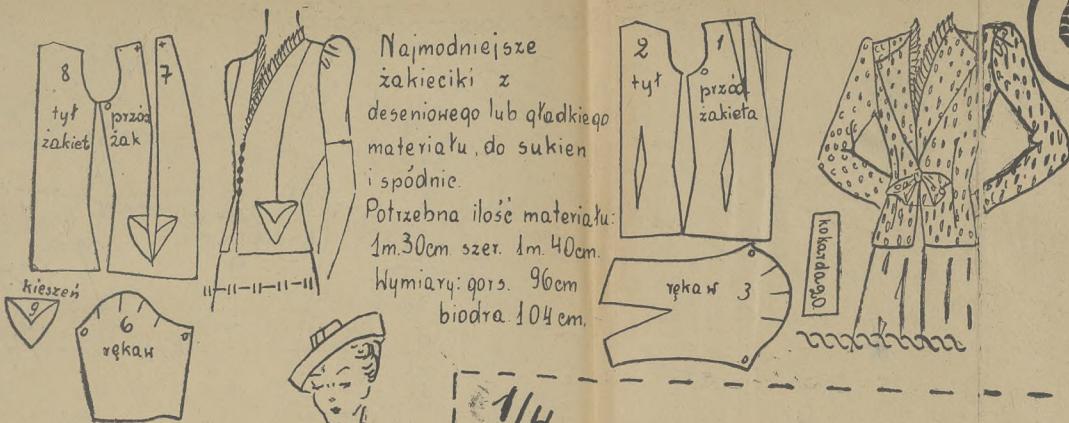 8
tył
żakiet
przód
żak
7
kieszeń
9
6
rękaw
Najmodniejsze
żakieciki z
deseniowego lub gładkiego
materiału, do sukien
i spódnic.
Potrzebna ilość materiału:
1m.30cm. szer. 1m.40cm.
Wymiary: gors. 96cm
biodra 104cm,
2
tył
1
przód
żakieta
rękaw 3
kokarda
1/4